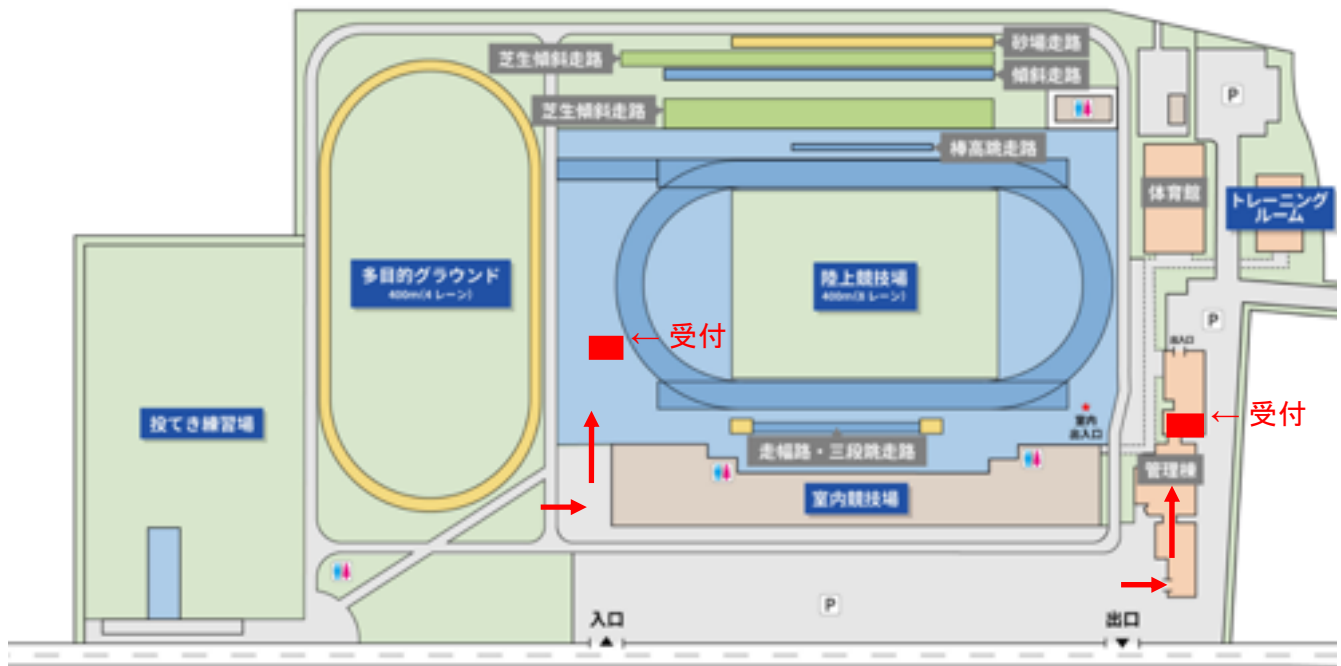 砂場走路
芝生傾斜走路
傾斜走路
P
芝生傾斜走路
棒高跳走路
体育館
トレーニング
ルーム
多目的グラウンド
400m(4レーン)
陸上競技場
400m(8レーン)
P
← 受付
出入口
投てき練習場
← 受付
室内
出入口
走幅路・三段跳走路
管理棟
室内競技場
P
入口
出口